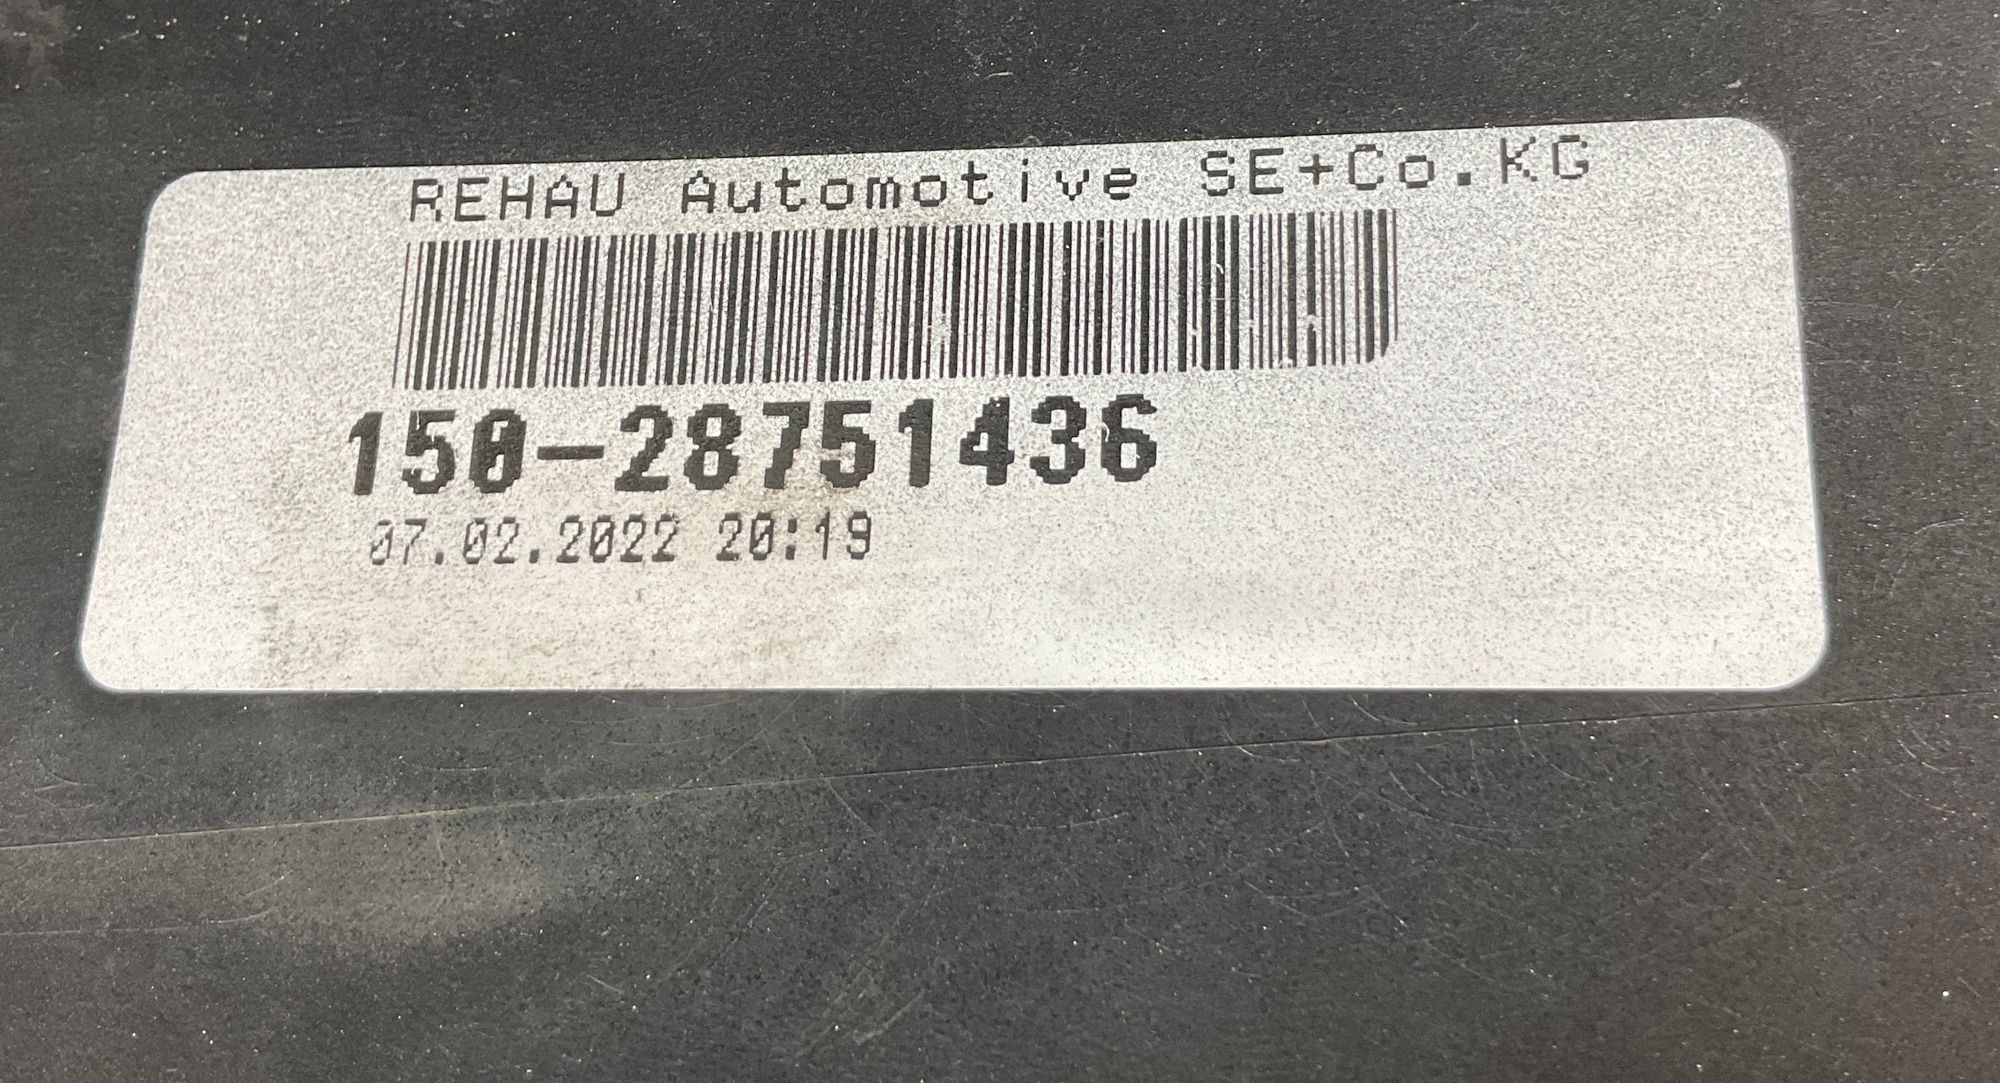 REHAU Automotive SE+Co.KG
150-28751436
07.02.2022 20:19